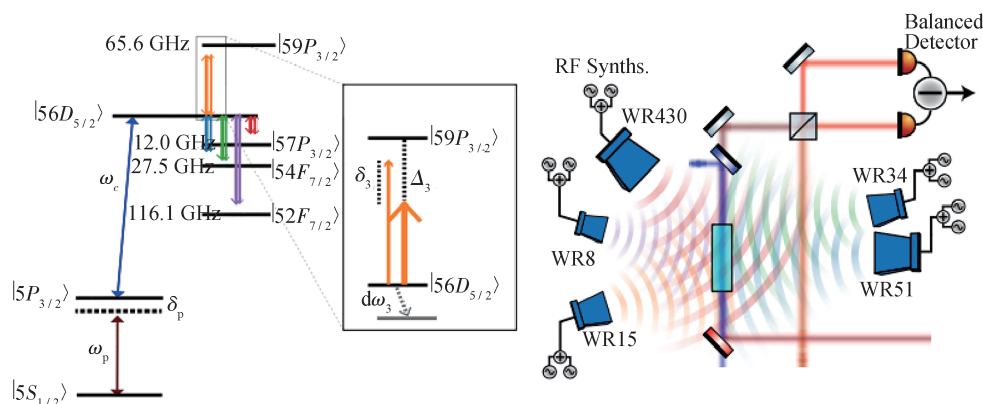 65.6 GHz
|59P3/2⟩
|56D5/2⟩
12.0 GHz
|57P3/2⟩
27.5 GHz
|54F7/2⟩
116.1 GHz
|52F7/2⟩
ωc
|5P3/2⟩
δp
ωp
|5S1/2⟩
|59P3/2⟩
δ3
Δ3
|56D5/2⟩
dω3
Balanced
Detector
RF Synths.
WR430
WR34
WR8
WR51
WR15